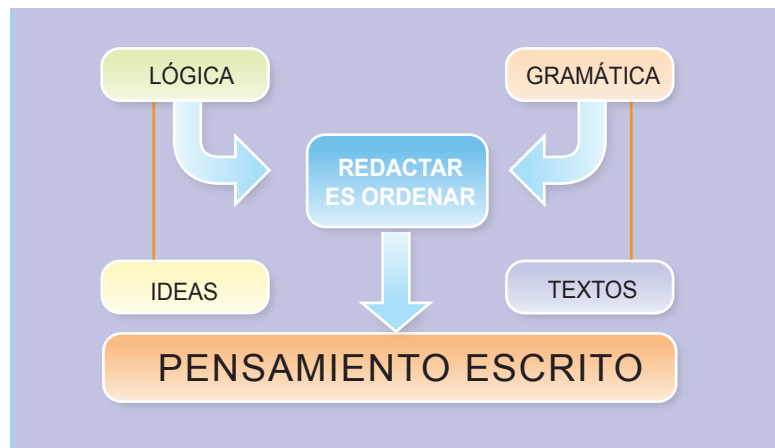 LÓGICA
GRAMÁTICA
REDACTAR
ES ORDENAR
IDEAS
TEXTOS
PENSAMIENTO ESCRITO